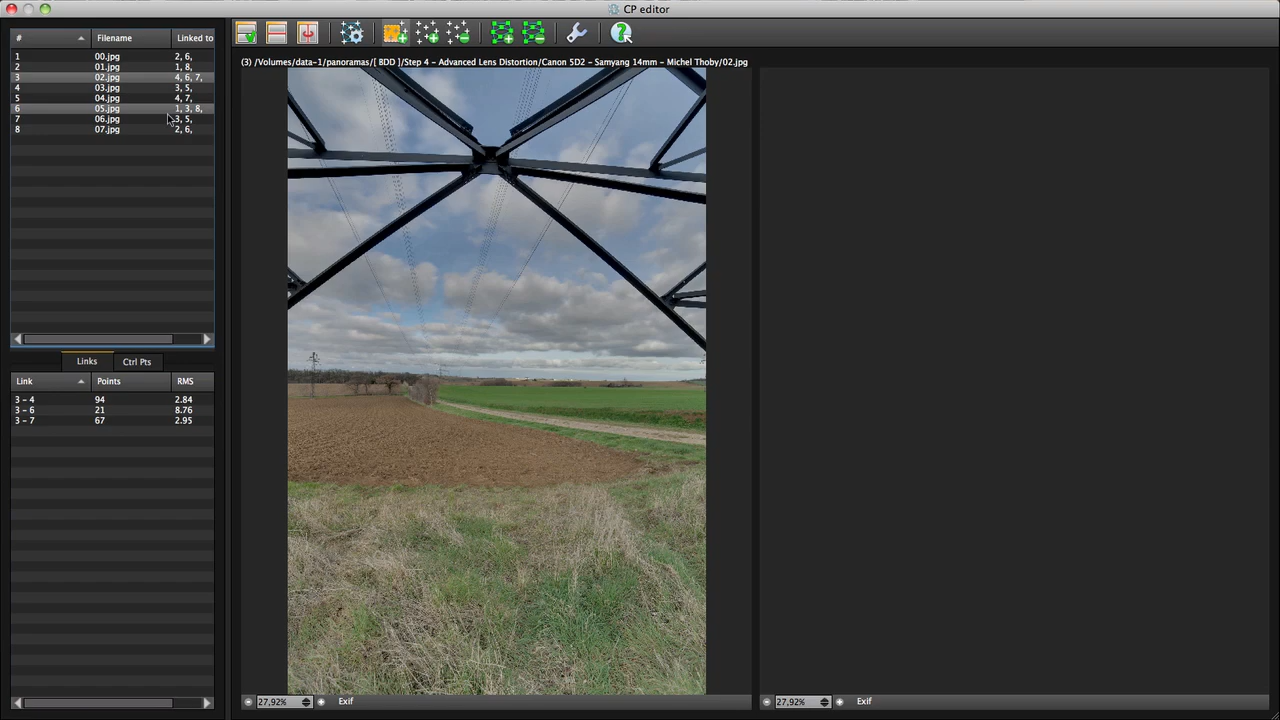 CP editor
# Filename Linked to
1 00.jpg 2, 6,
2 01.jpg 1, 8,
3 02.jpg 4, 6, 7,
4 03.jpg 3, 5,
5 04.jpg 4, 7,
6 05.jpg 1, 3, 8,
7 06.jpg 3, 5,
8 07.jpg 2, 6,
Links Ctrl Pts
Link Points RMS
3 - 4 94 2.84
3 - 6 21 8.76
3 - 7 67 2.95
(3) /Volumes/data-1/panoramas/[ BDD ]/Step 4 - Advanced Lens Distortion/Canon 5D2 - Samyang 14mm - Michel Thoby/02.jpg
27,92% Exif
27,92% Exif